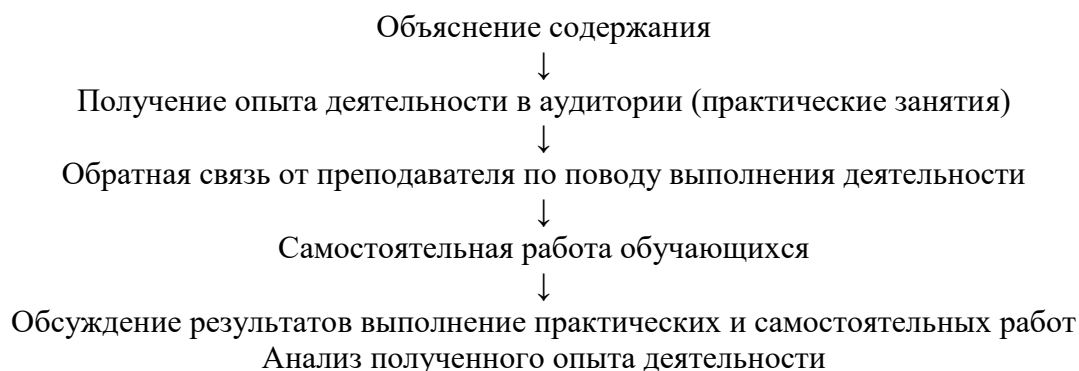 Объяснение содержания
↓
Получение опыта деятельности в аудитории (практические занятия)
↓
Обратная связь от преподавателя по поводу выполнения деятельности
↓
Самостоятельная работа обучающихся
↓
Обсуждение результатов выполнение практических и самостоятельных работ
Анализ полученного опыта деятельности